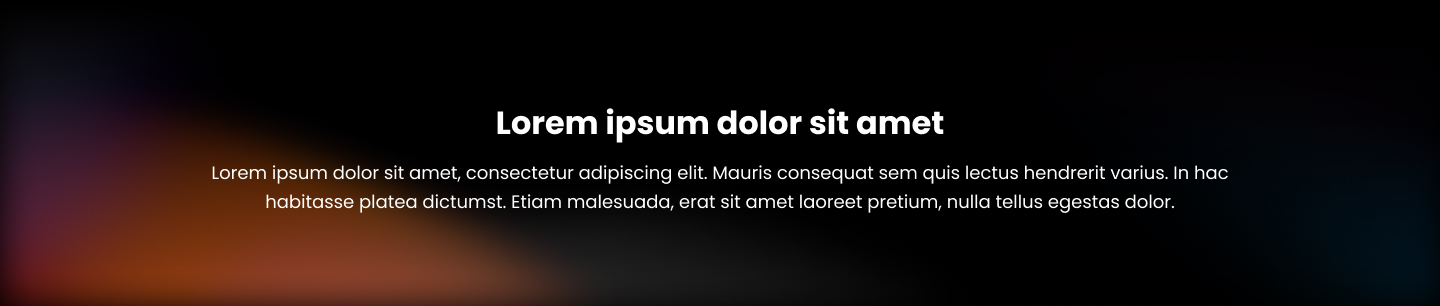 Lorem ipsum dolor sit amet
Lorem ipsum dolor sit amet, consectetur adipiscing elit. Mauris consequat sem quis lectus hendrerit varius. In hac
habitasse platea dictumst. Etiam malesuada, erat sit amet laoreet pretium, nulla tellus egestas dolor.